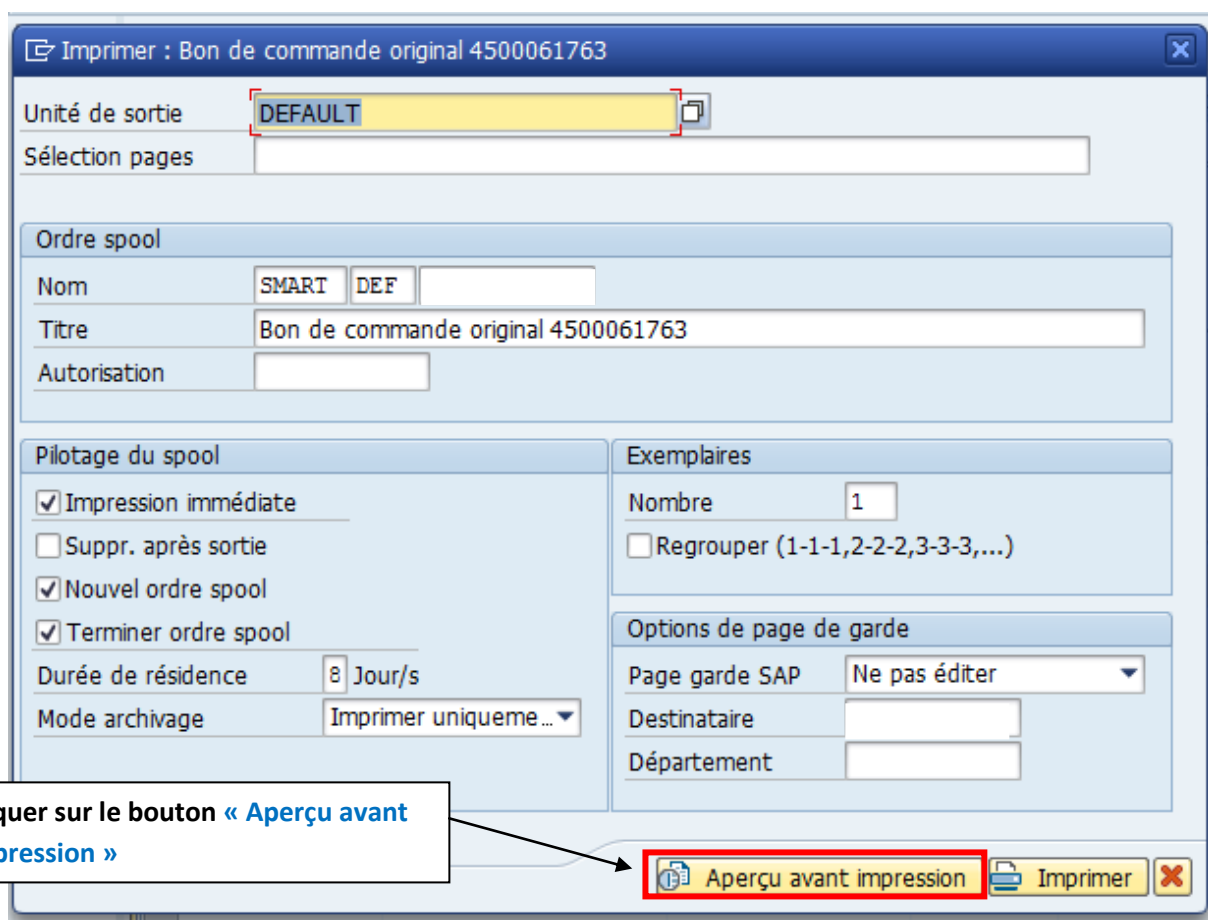 Imprimer : Bon de commande original 4500061763
Unité de sortie DEFAULT
Sélection pages
Ordre spool
Nom SMART DEF
Titre Bon de commande original 4500061763
Autorisation
Pilotage du spool
Impression immédiate
Suppr. après sortie
Nouvel ordre spool
Terminer ordre spool
Durée de résidence 8 Jour/s
Mode archivage Imprimer uniqueme...
Exemplaires
Nombre 1
Regrouper (1-1-1,2-2-2,3-3-3,...)
Options de page de garde
Page garde SAP Ne pas éditer
Destinataire
Département
quer sur le bouton « Aperçu avant
pression »
Aperçu avant impression Imprimer